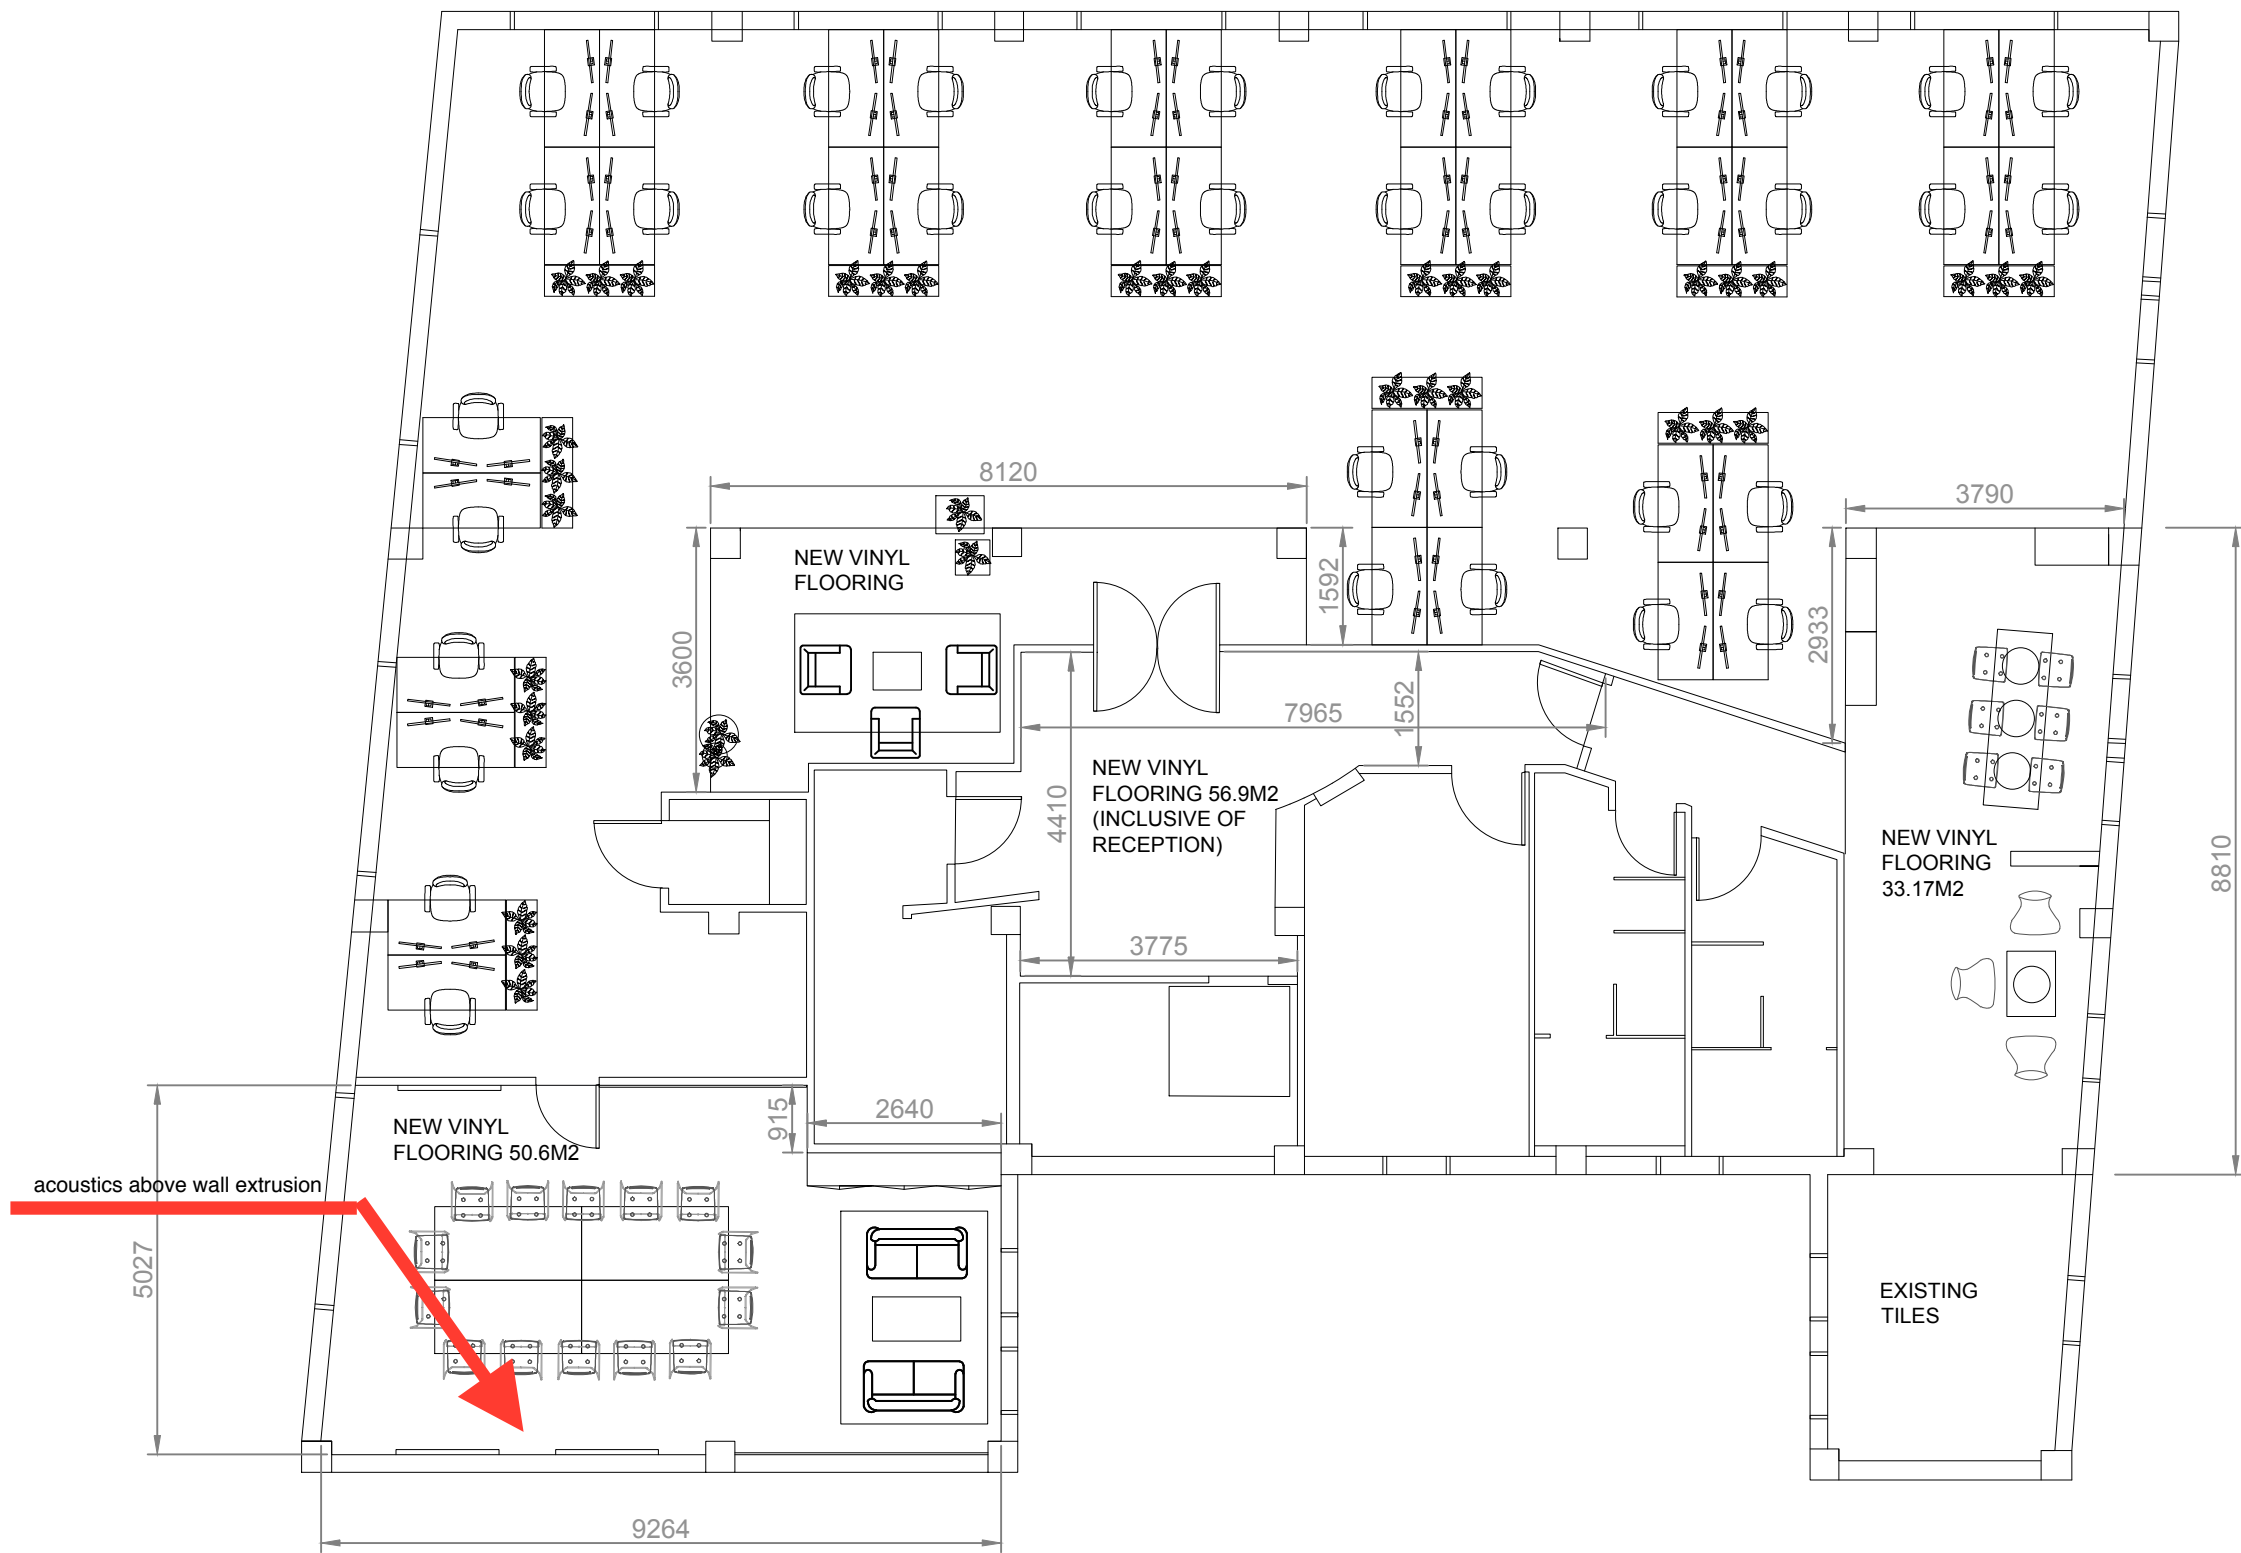 8120
3790
NEW VINYL
FLOORING
1592
3600
2933
1552
7965
NEW VINYL
FLOORING 56.9M2
(INCLUSIVE OF
RECEPTION)
4410
NEW VINYL
FLOORING
33.17M2
8810
3775
915
2640
NEW VINYL
FLOORING 50.6M2
acoustics above wall extrusion
5027
EXISTING
TILES
9264